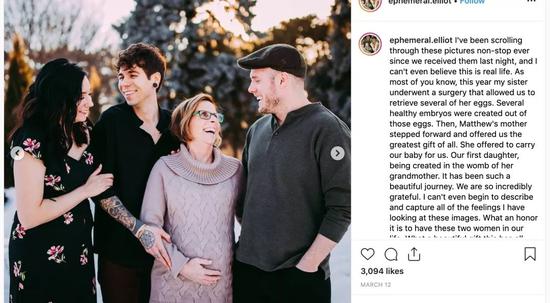 ephemeral.elliot • Follow
ephemeral.elliot I've been scrolling
through these pictures non-stop ever
since we received them last night, and I
can't even believe this is real life. As
most of you know, this year my sister
underwent a surgery that allowed us to
retrieve several of her eggs. Several
healthy embryos were created out of
those eggs. Then, Matthew's mother
stepped forward and offered us the
greatest gift of all. She offered to carry
our baby for us. Our first daughter,
being created in the womb of her
grandmother. It has been such a
beautiful journey. We are so incredibly
grateful. I can't even begin to describe
and capture all of the feelings I have
looking at these images. What an honor
it is to have these two women in our
3,094 likes
MARCH 12